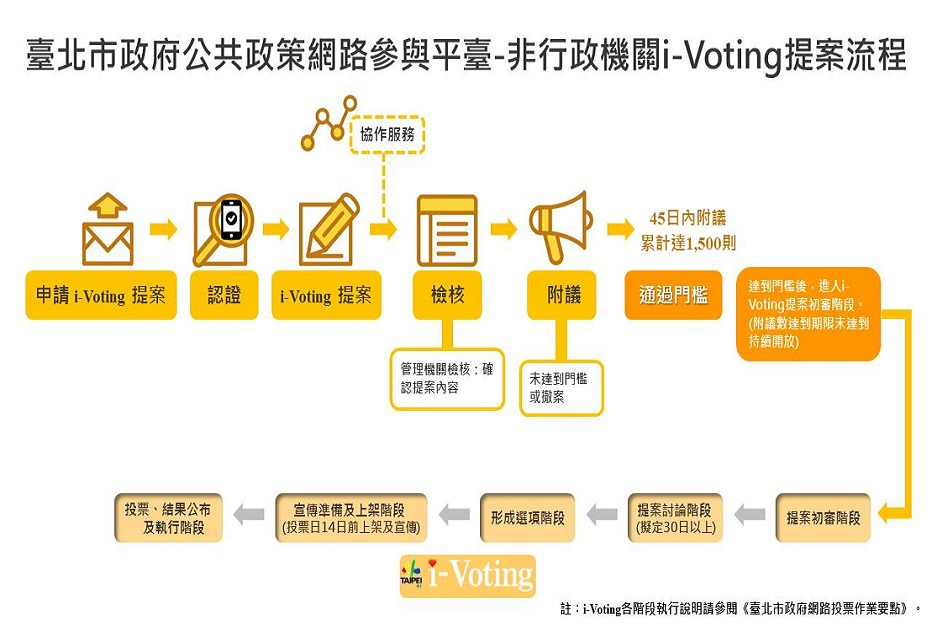 臺北市政府公共政策網路參與平臺-非行政機關i-Voting提案流程
協作服務
45日內附議
累計達1,500則
申請 i-Voting 提案
認證
i-Voting 提案
檢核
附議
通過門檻
達到門檻後，進入i-
Voting提案初審階段。
(附議數達到期限未達到
持續開放)
管理機關檢核：確
認提案內容
未達到門檻
或撤案
投票、結果公布
及執行階段
宣傳準備及上架階段
(投票日14日前上架及宣傳)
形成選項階段
提案討論階段
(擬定30日以上)
提案初審階段
TAIPEI
i-Voting
註：i-Voting各階段執行說明請參閱《臺北市政府網路投票作業要點》。